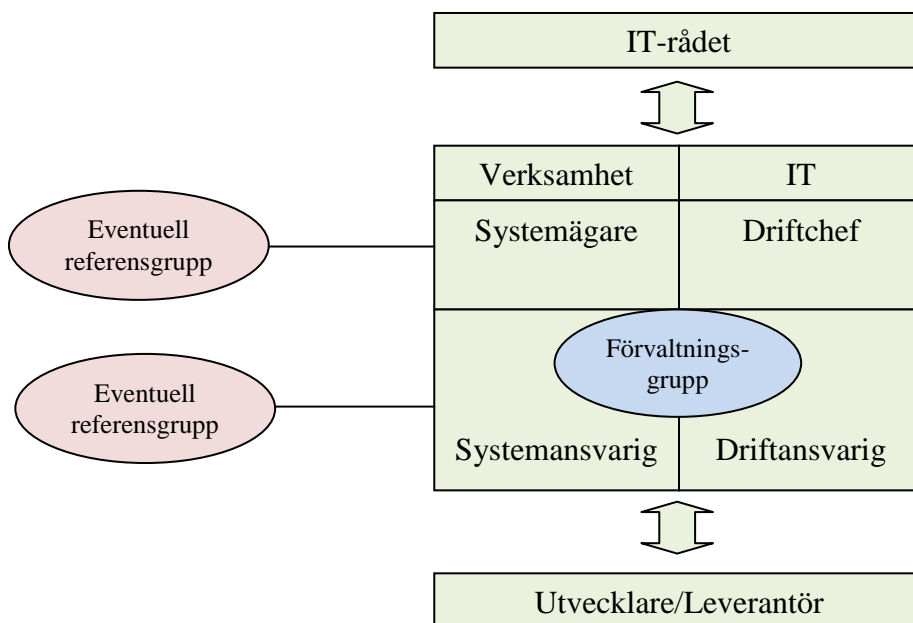 IT-rådet
Verksamhet
IT
Eventuell
referensgrupp
Systemägare
Driftchef
Förvaltnings-
grupp
Eventuell
referensgrupp
Systemansvarig
Driftansvarig
Utvecklare/Leverantör